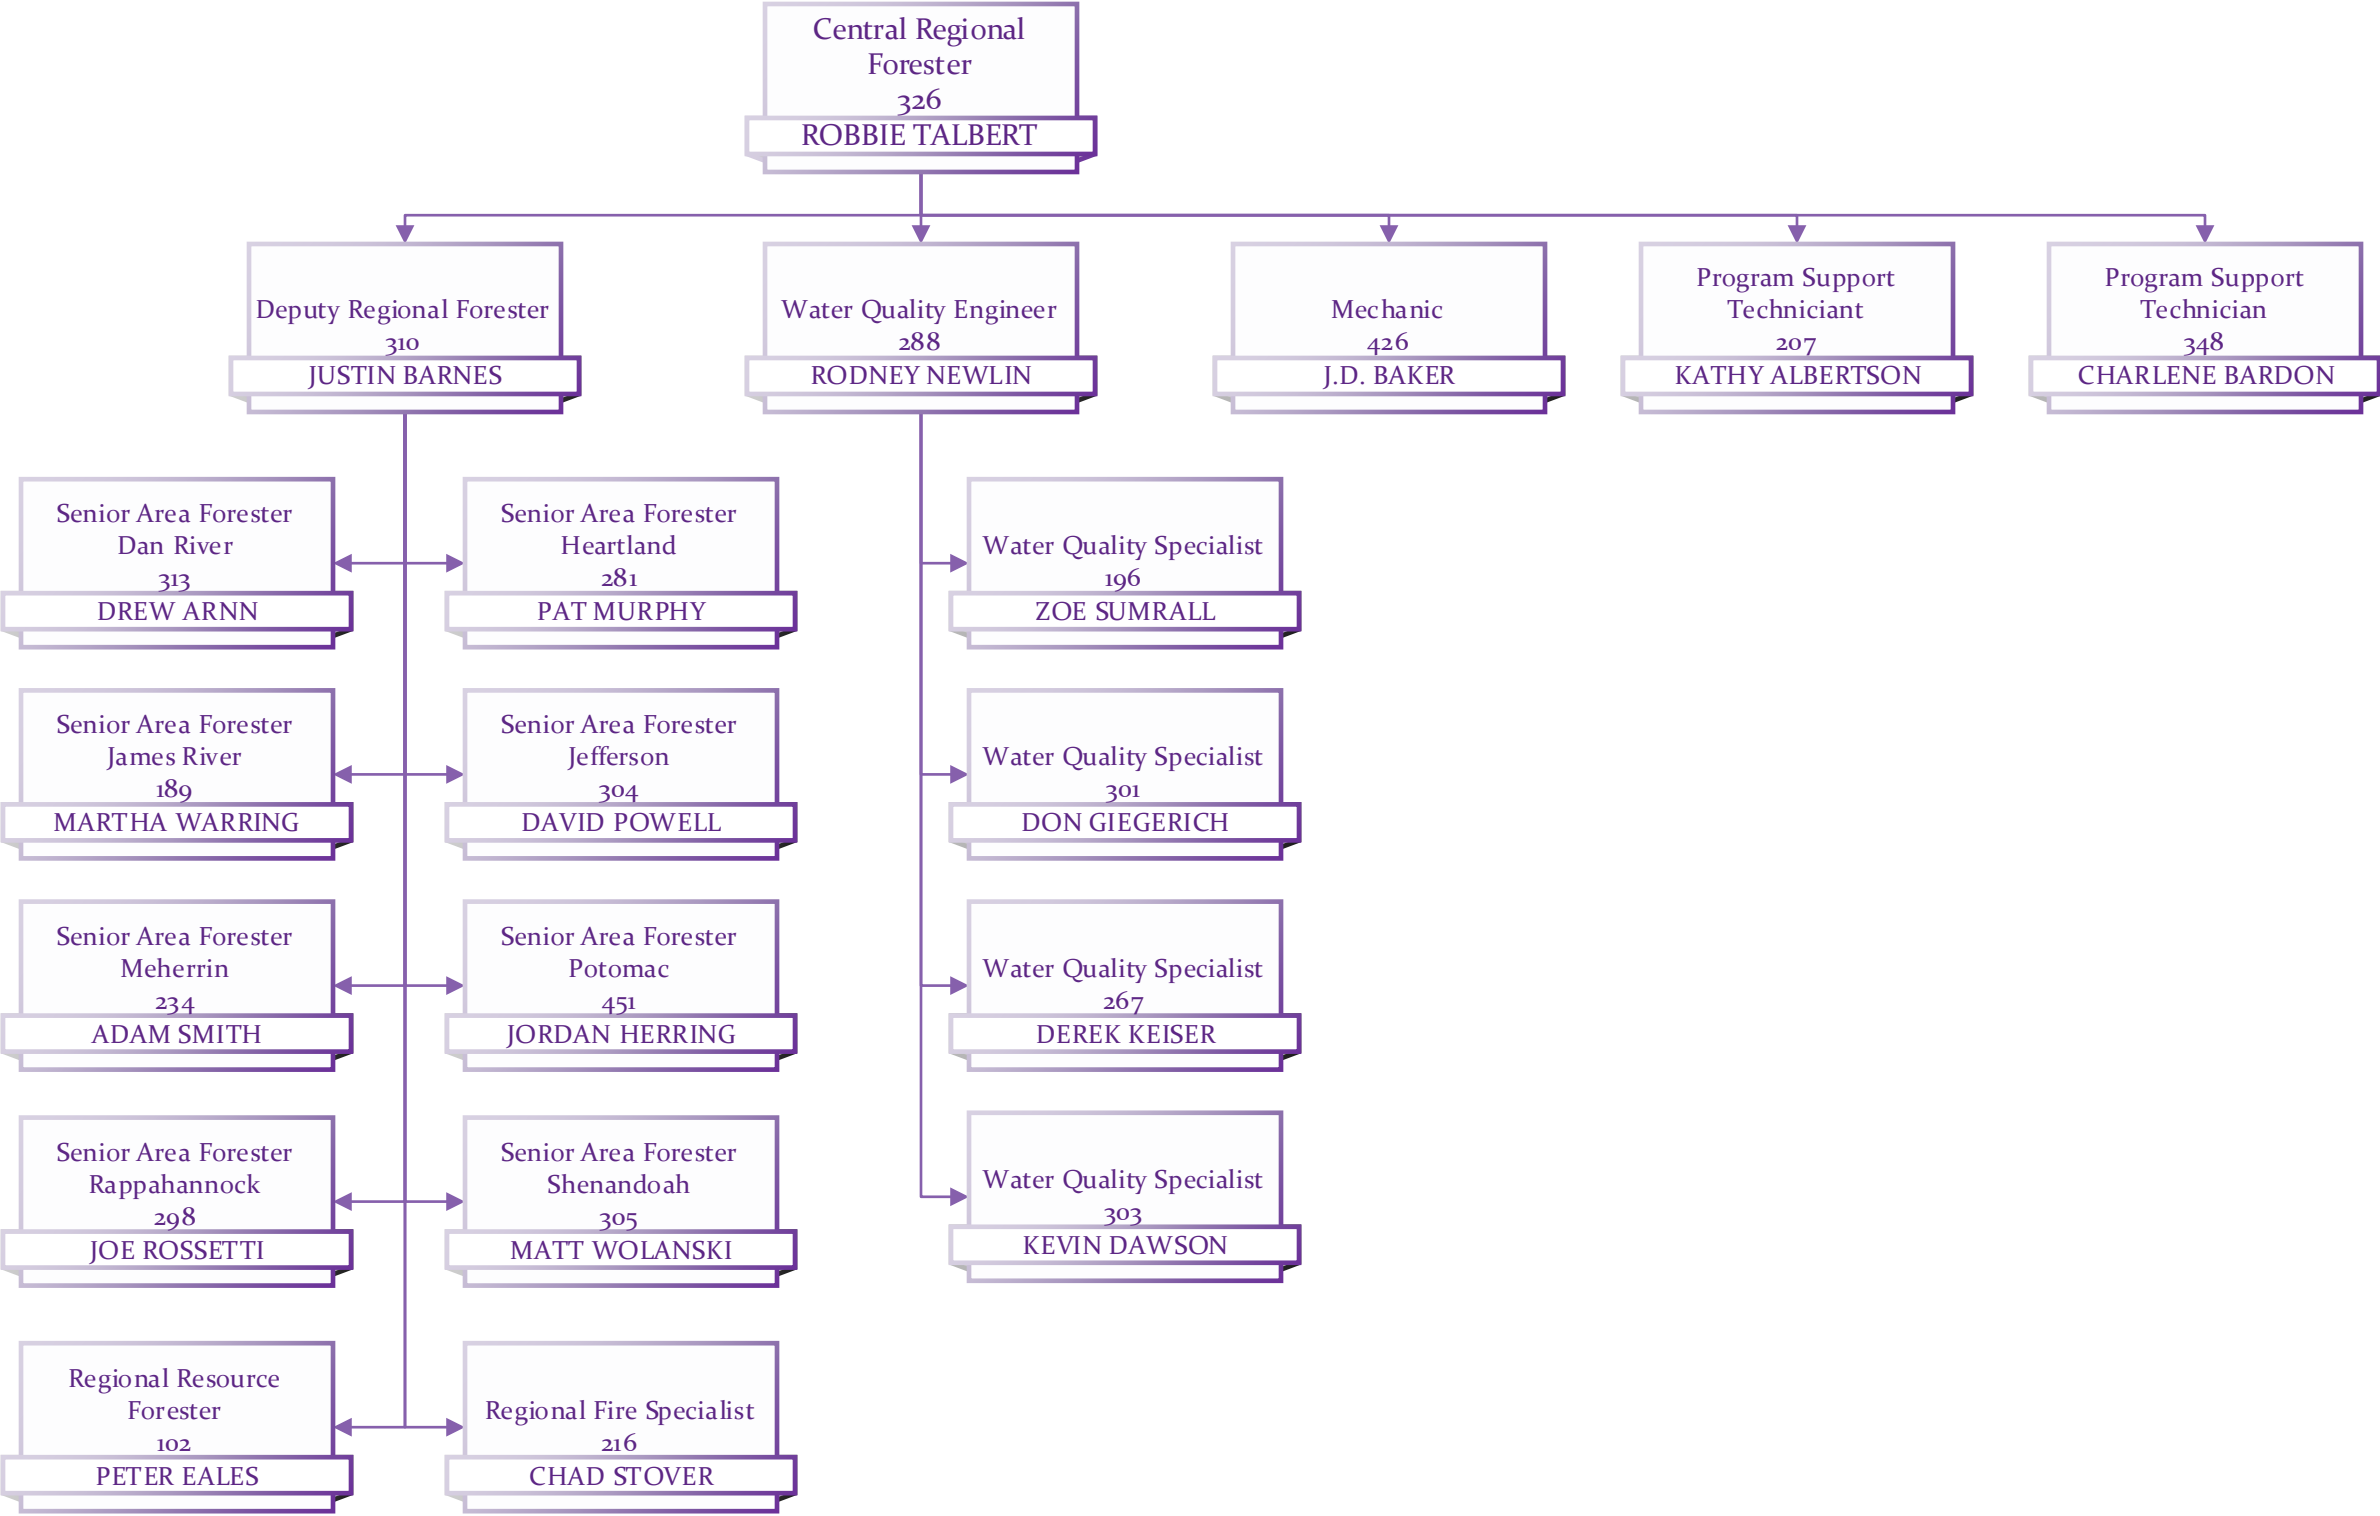 Central Regional
Forester
326
ROBBIE TALBERT
Deputy Regional Forester
310
JUSTIN BARNES
Water Quality Engineer
288
RODNEY NEWLIN
Mechanic
426
J.D. BAKER
Program Support
Techniciant
207
KATHY ALBERTSON
Program Support
Technician
348
CHARLENE BARDON
Senior Area Forester
Dan River
313
DREW ARNN
Senior Area Forester
Heartland
281
PAT MURPHY
Water Quality Specialist
196
ZOE SUMRALL
Senior Area Forester
James River
189
MARTHA WARRING
Senior Area Forester
Jefferson
304
DAVID POWELL
Water Quality Specialist
301
DON GIEGERICH
Senior Area Forester
Meherrin
234
ADAM SMITH
Senior Area Forester
Potomac
451
JORDAN HERRING
Water Quality Specialist
267
DEREK KEISER
Senior Area Forester
Rappahannock
298
JOE ROSSETTI
Senior Area Forester
Shenandoah
305
MATT WOLANSKI
Water Quality Specialist
303
KEVIN DAWSON
Regional Resource
Forester
102
PETER EALES
Regional Fire Specialist
216
CHAD STOVER